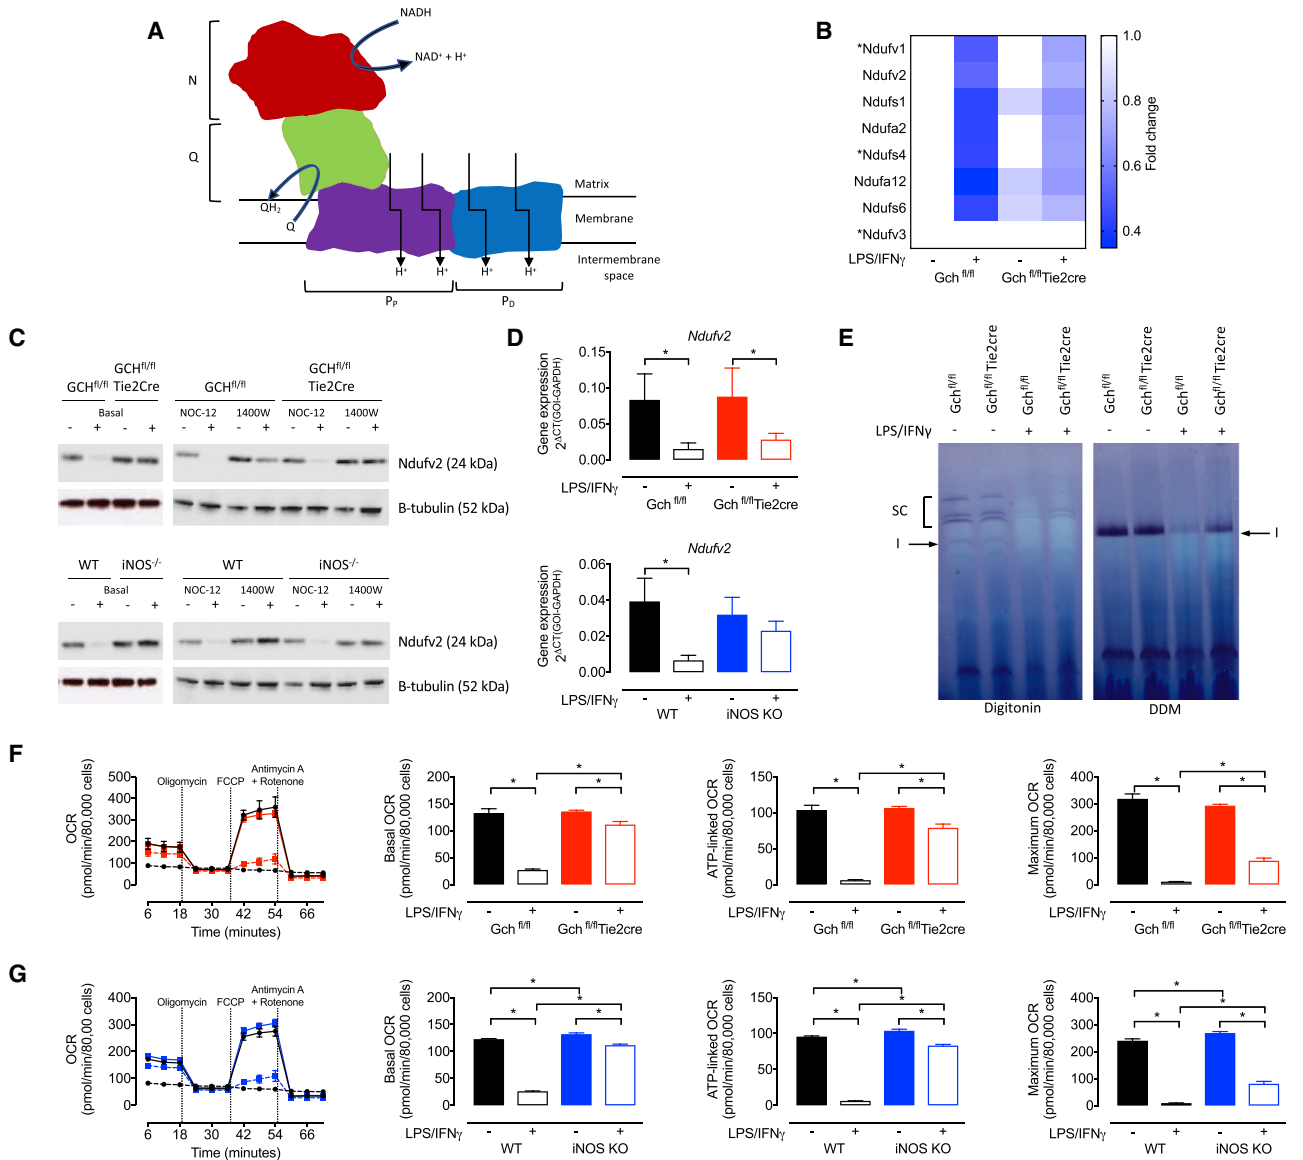 A
NADH
NAD⁺ + H⁺
N
Q
QH₂
Q
Matrix
Membrane
Intermembrane
space
H⁺ H⁺ H⁺ H⁺
P_P P_D
B
*Ndufv1
Ndufv2
Ndufs1
Ndufa2
*Ndufs4
Ndufa12
Ndufs6
*Ndufv3
LPS/IFNγ - + - +
Gch fl/fl Gch fl/fl Tie2cre
1.0
0.8
0.6
0.4
Fold change
C
GCHfl/fl GCHfl/fl Tie2Cre
Basal
- + - +
GCHfl/fl GCHfl/fl Tie2Cre
NOC-12 1400W NOC-12 1400W
- + - + - + - +
Ndufv2 (24 kDa)
B-tubulin (52 kDa)
WT iNOS-/-
Basal
- + - +
WT iNOS-/-
NOC-12 1400W NOC-12 1400W
- + - + - + - +
Ndufv2 (24 kDa)
B-tubulin (52 kDa)
D
Ndufv2
Gene expression
2^ΔCT(GOI-GAPDH)
0.15
0.10
0.05
0.00
* *
LPS/IFNγ - + - +
Gch fl/fl Gch fl/fl Tie2cre
Ndufv2
Gene expression
2^ΔCT(GOI-GAPDH)
0.06
0.04
0.02
0.00
*
LPS/IFNγ - + - +
WT iNOS KO
E
Gchfl/fl Gchfl/fl Tie2cre Gchfl/fl Gchfl/fl Tie2cre Gchfl/fl Gchfl/fl Tie2cre Gchfl/fl Gchfl/fl Tie2cre
LPS/IFNγ - - + + - - + +
SC
I
I
Digitonin DDM
F
Oligomycin FCCP Antimycin A
+ Rotenone
OCR
(pmol/min/80,000 cells)
500
400
300
200
100
0
6 18 30 42 54 66
Time (minutes)
Basal OCR
(pmol/min/80,000 cells)
200
150
100
50
0
* * *
LPS/IFNγ - + - +
Gch fl/fl Gch fl/fl Tie2cre
ATP-linked OCR
(pmol/min/80,000 cells)
150
100
50
0
* * *
LPS/IFNγ - + - +
Gch fl/fl Gch fl/fl Tie2cre
Maximum OCR
(pmol/min/80,000 cells)
400
300
200
100
0
* * *
LPS/IFNγ - + - +
Gch fl/fl Gch fl/fl Tie2cre
G
Oligomycin FCCP Antimycin A
+ Rotenone
OCR
(pmol/min/80,00 cells)
400
300
200
100
0
6 18 30 42 54 66
Time (minutes)
Basal OCR
(pmol/min/80,000 cells)
200
150
100
50
0
* * * *
LPS/IFNγ - + - +
WT iNOS KO
ATP-linked OCR
(pmol/min/80,000 cells)
150
100
50
0
* * * *
LPS/IFNγ - + - +
WT iNOS KO
Maximum OCR
(pmol/min/80,000 cells)
400
300
200
100
0
* * * *
LPS/IFNγ - + - +
WT iNOS KO